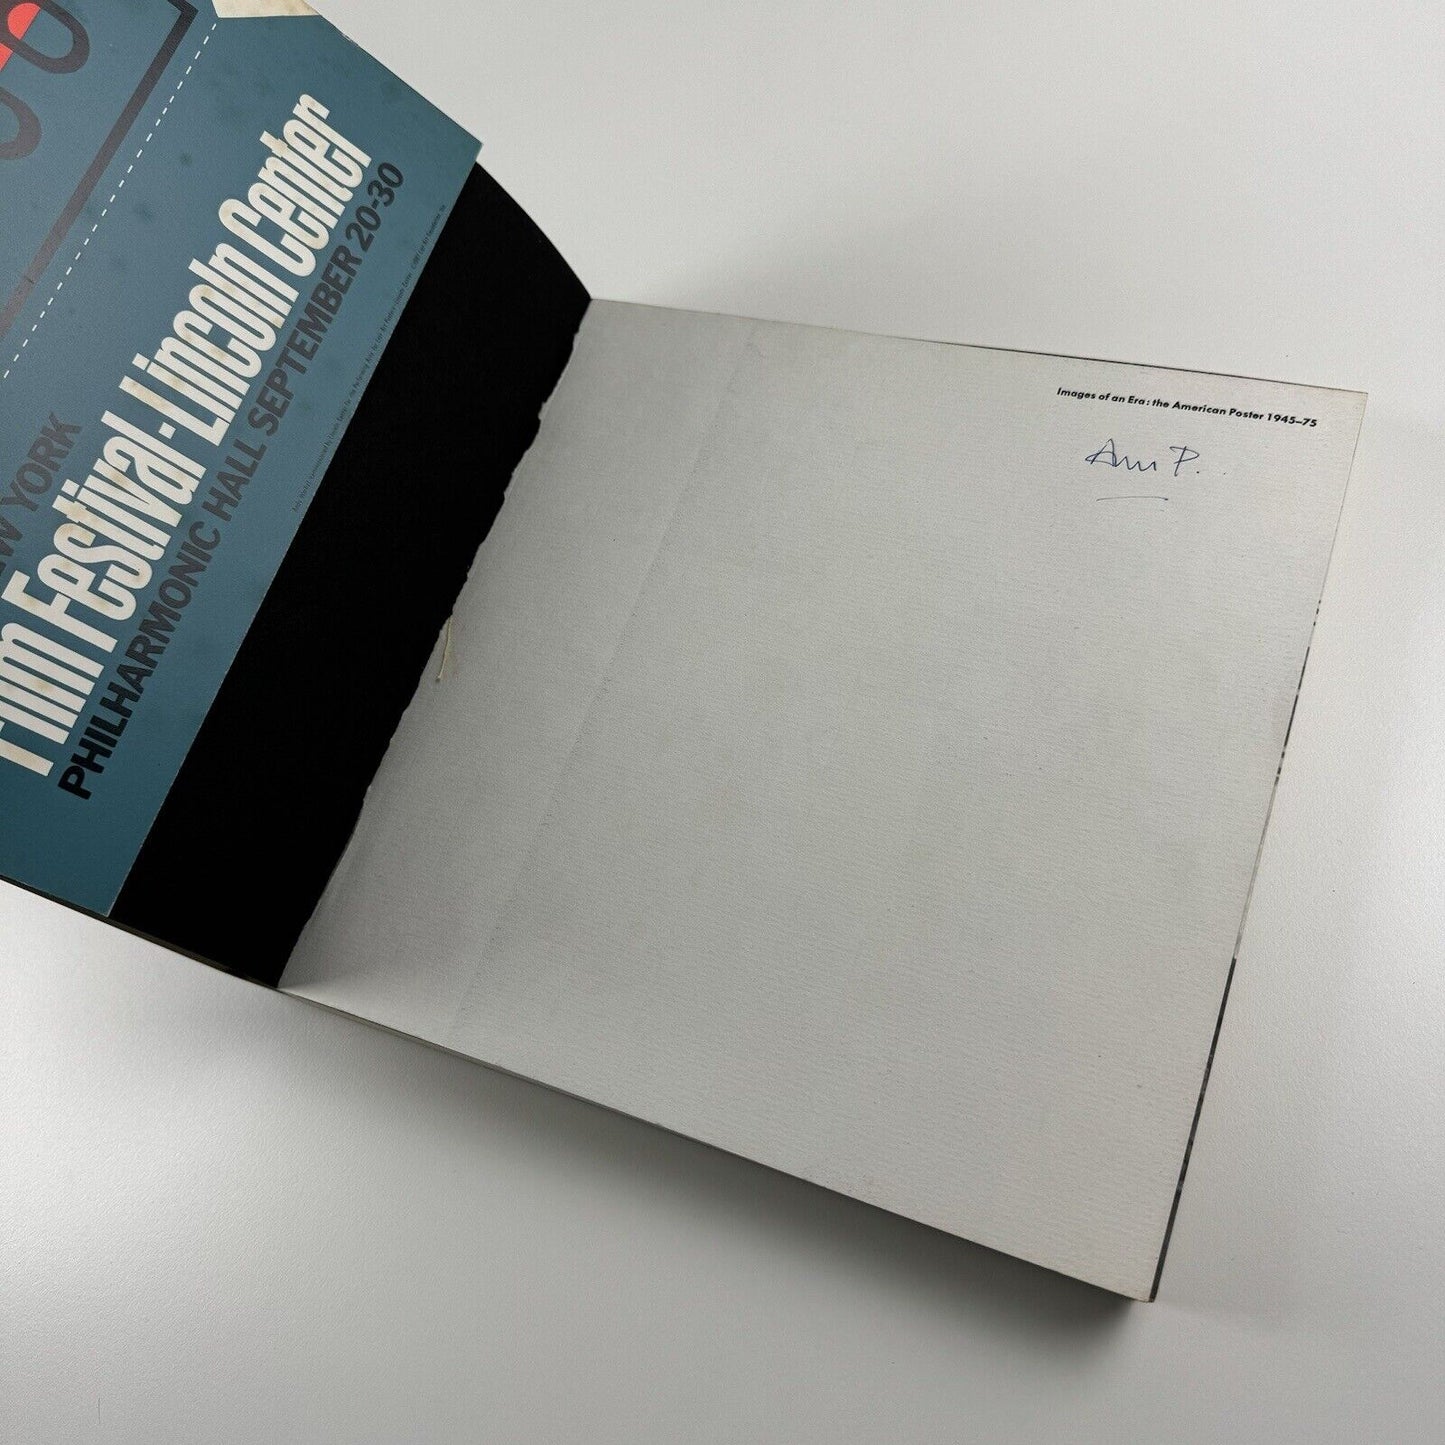 NEW YORK
Film Festival-Lincoln Center
PHILHARMONIC HALL SEPTEMBER 20-30
Images of an Era: the American Poster 1945–75